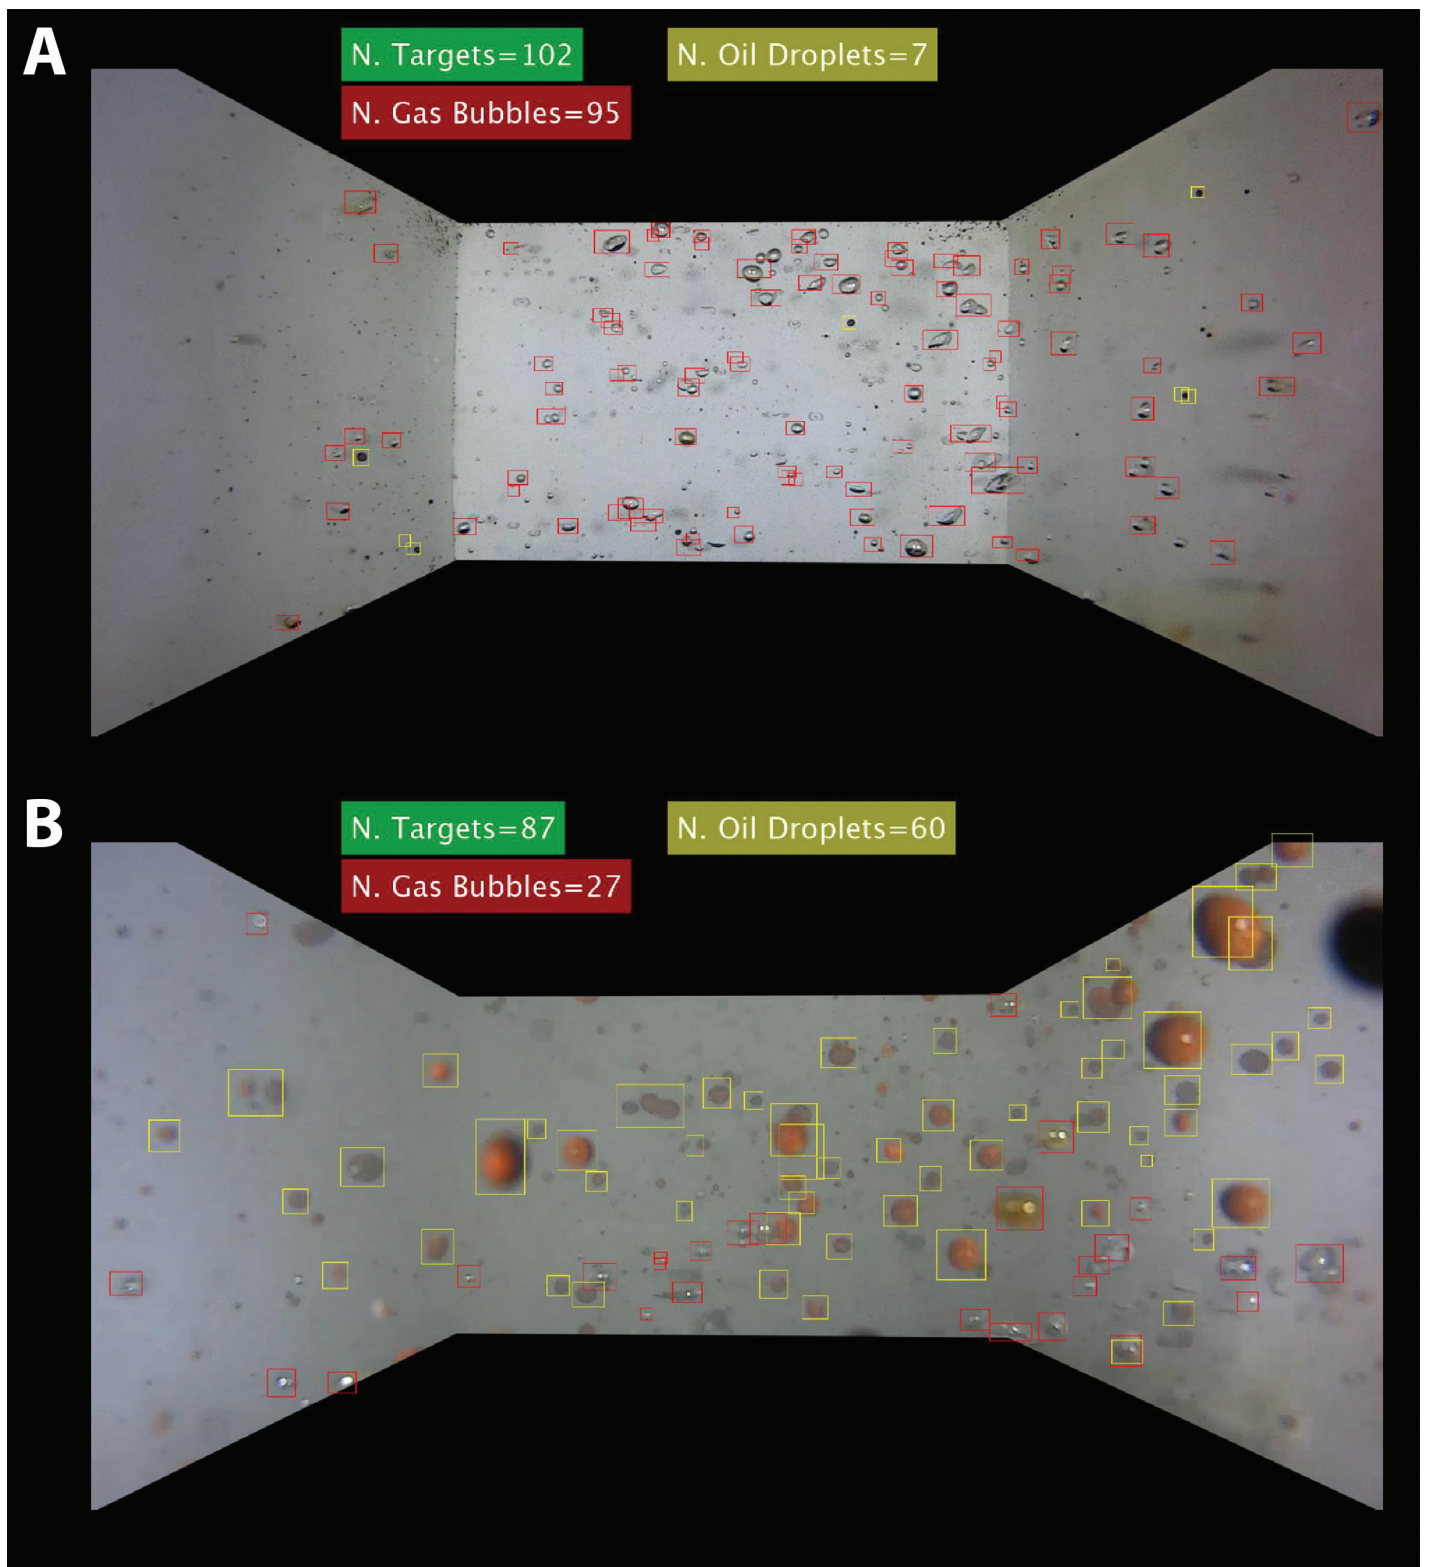 A
N. Targets=102
N. Oil Droplets=7
N. Gas Bubbles=95
B
N. Targets=87
N. Oil Droplets=60
N. Gas Bubbles=27